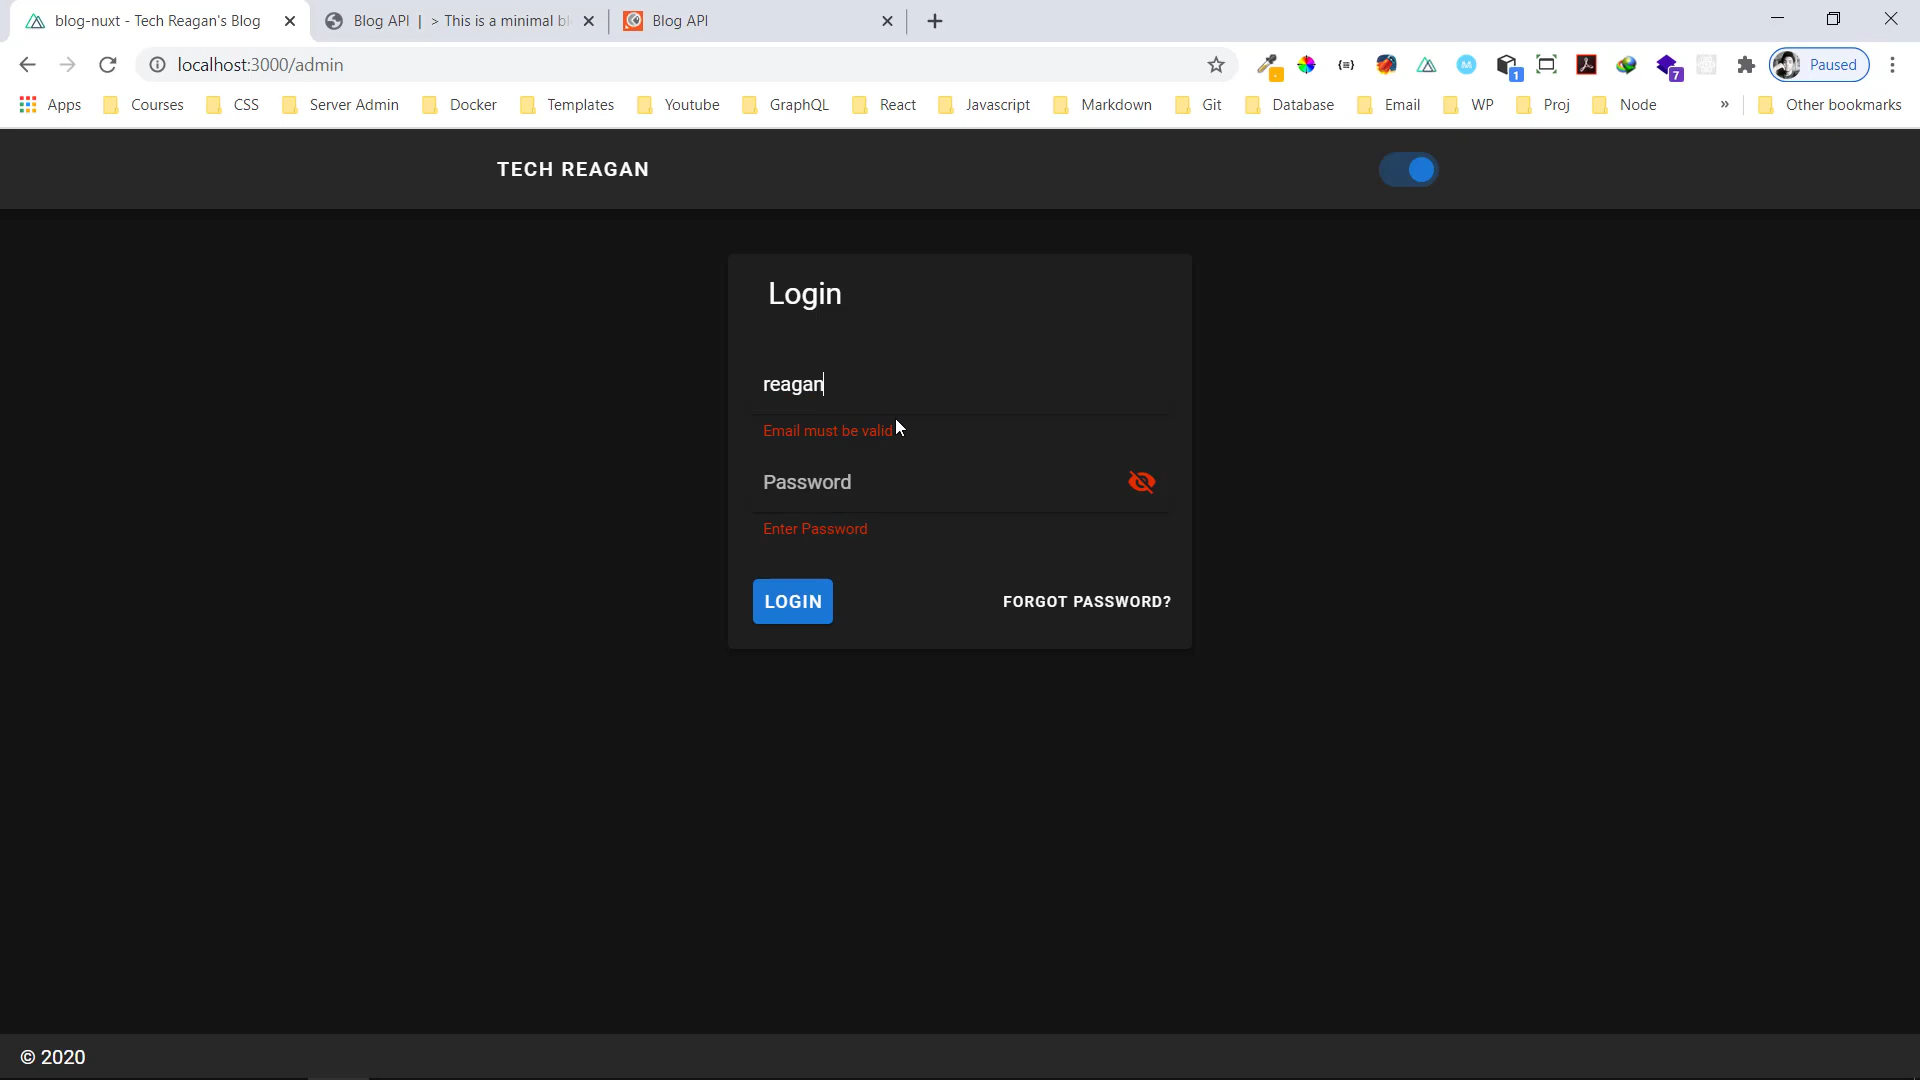 blog-nuxt - Tech Reagan's Blog
Blog API | > This is a minimal bl
Blog API
localhost:3000/admin
1
7
Paused
Apps
Courses
CSS
Server Admin
Docker
Templates
Youtube
GraphQL
React
Javascript
Markdown
Git
Database
Email
WP
Proj
Node
»
Other bookmarks
TECH REAGAN
Login
reagan
Email must be valid
Password
Enter Password
LOGIN
FORGOT PASSWORD?
© 2020